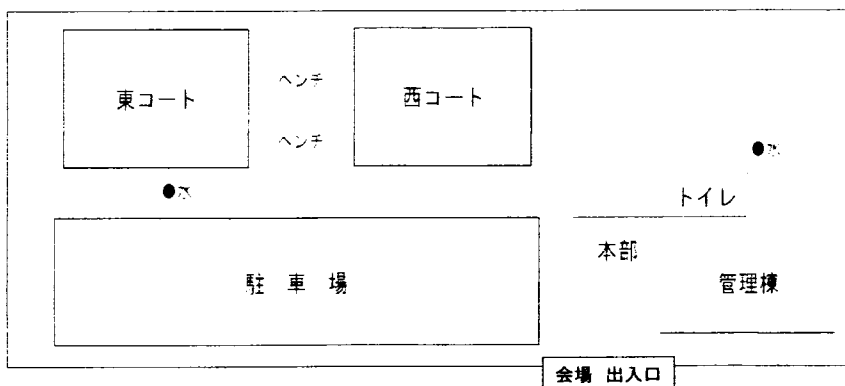 東コート
ベンチ
西コート
ベンチ
●水
●水
トイレ
本部
駐 車 場
管理棟
会場 出入口